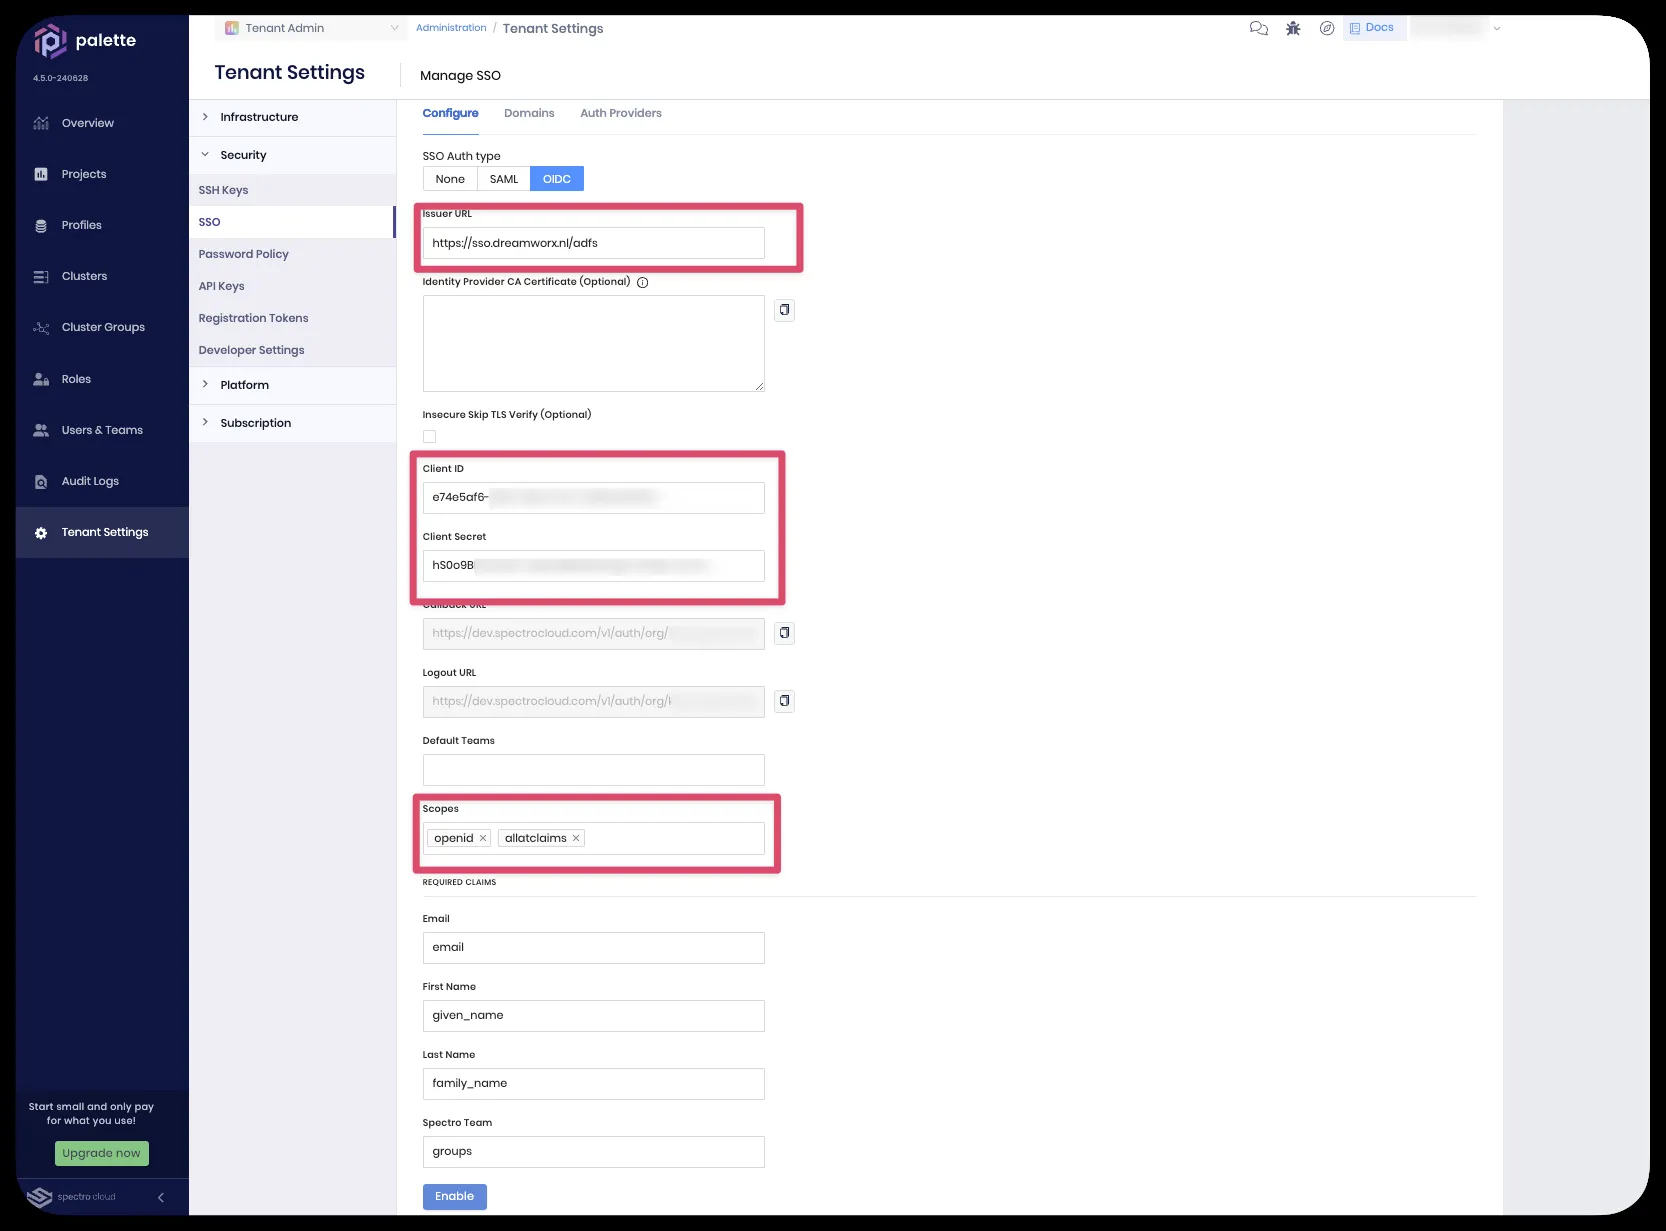 palette
4.5.0-240628
Overview
Projects
Profiles
Clusters
Cluster Groups
Roles
Users & Teams
Audit Logs
Tenant Settings
Start small and only pay
for what you use!
Upgrade now
spectro cloud
Tenant Admin
Administration / Tenant Settings
Docs
Tenant Settings
Manage SSO
Infrastructure
Security
SSH Keys
SSO
Password Policy
API Keys
Registration Tokens
Developer Settings
Platform
Subscription
Configure Domains Auth Providers
SSO Auth type
None SAML OIDC
Issuer URL
https://sso.dreamworx.nl/adfs
Identity Provider CA Certificate (Optional)
Insecure Skip TLS Verify (Optional)
Client ID
e74e5af6-
Client Secret
hS0o9B
Callback URL
https://dev.spectrocloud.com/v1/auth/org/
Logout URL
https://dev.spectrocloud.com/v1/auth/org/
Default Teams
Scopes
openid × allatclaims ×
REQUIRED CLAIMS
Email
email
First Name
given_name
Last Name
family_name
Spectro Team
groups
Enable